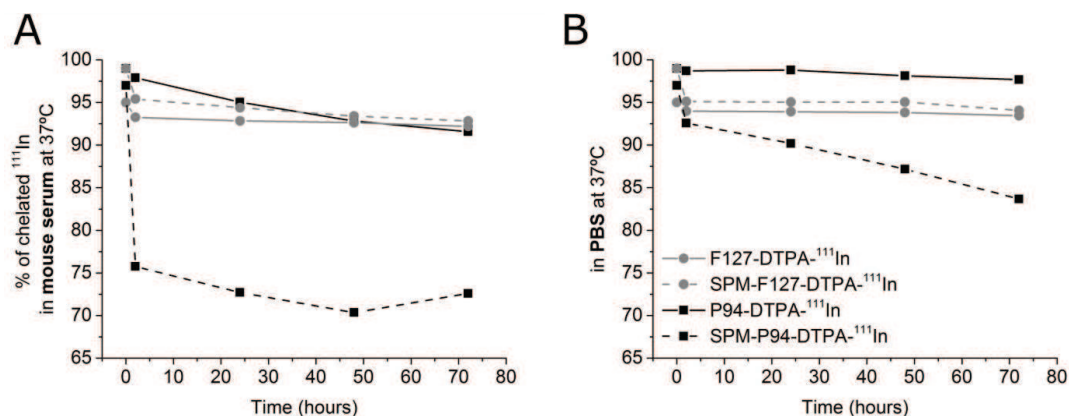 A
B
% of chelated ¹¹¹In
in mouse serum at 37ºC
100
95
90
85
80
75
70
65
0 10 20 30 40 50 60 70 80
Time (hours)
in PBS at 37ºC
100
95
90
85
80
75
70
65
F127-DTPA-¹¹¹In
SPM-F127-DTPA-¹¹¹In
P94-DTPA-¹¹¹In
SPM-P94-DTPA-¹¹¹In
0 10 20 30 40 50 60 70 80
Time (hours)